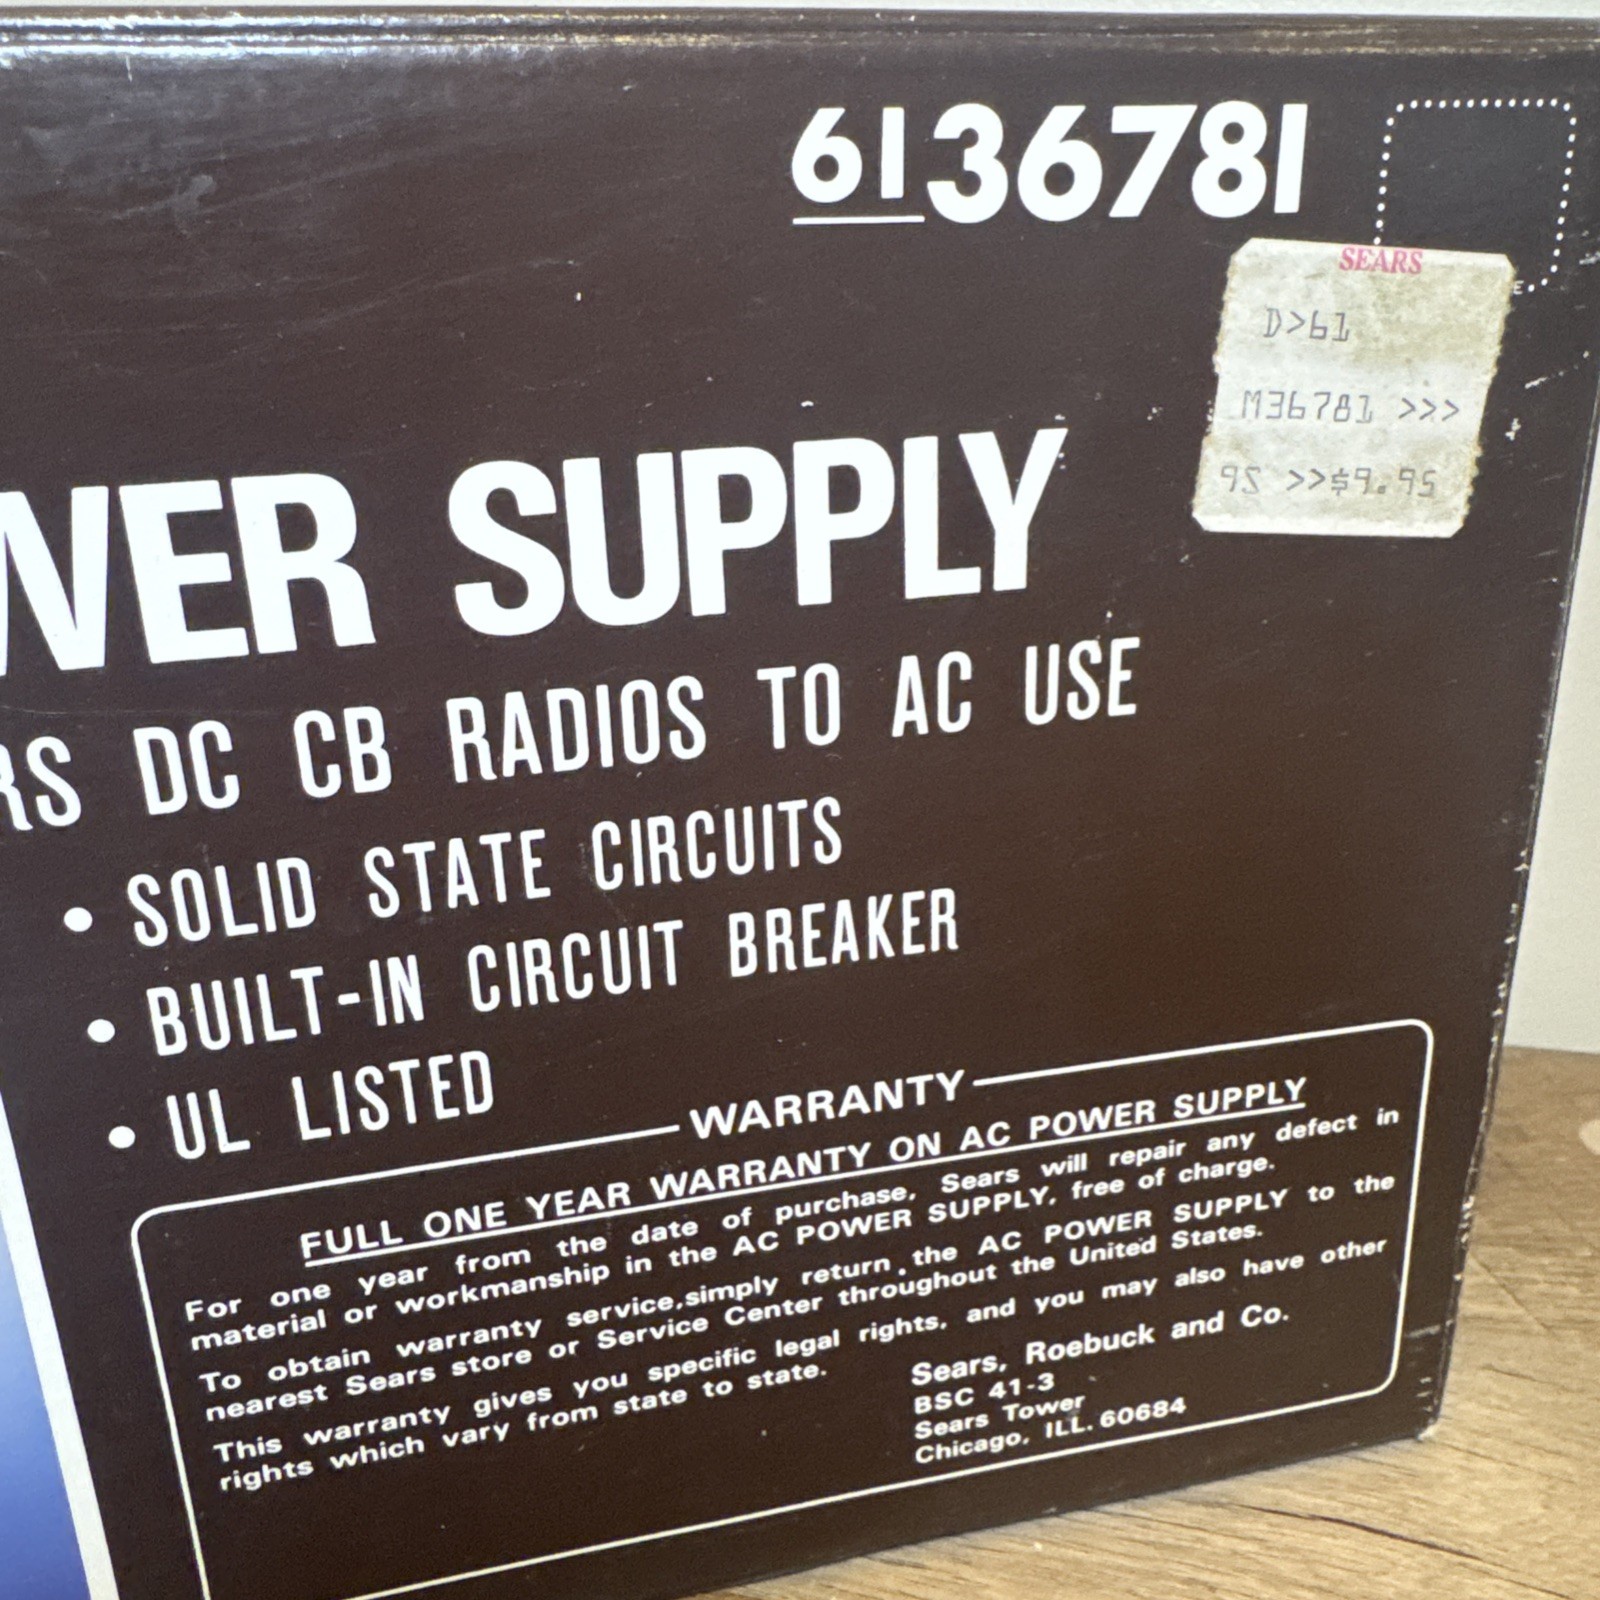 6136781
SEARS
D>61
M36781 >>>
95 >>$9.95
WER SUPPLY
RS DC CB RADIOS TO AC USE
• SOLID STATE CIRCUITS
• BUILT-IN CIRCUIT BREAKER
• UL LISTED
WARRANTY
FULL ONE YEAR WARRANTY ON AC POWER SUPPLY
For one year from the date of purchase, Sears will repair any defect in
material or workmanship in the AC POWER SUPPLY, free of charge.
To obtain warranty service,simply return.the AC POWER SUPPLY to the
nearest Sears store or Service Center throughout the United States.
This warranty gives you specific legal rights, and you may also have other
rights which vary from state to state.
Sears, Roebuck and Co.
BSC 41-3
Sears Tower
Chicago, ILL. 60684